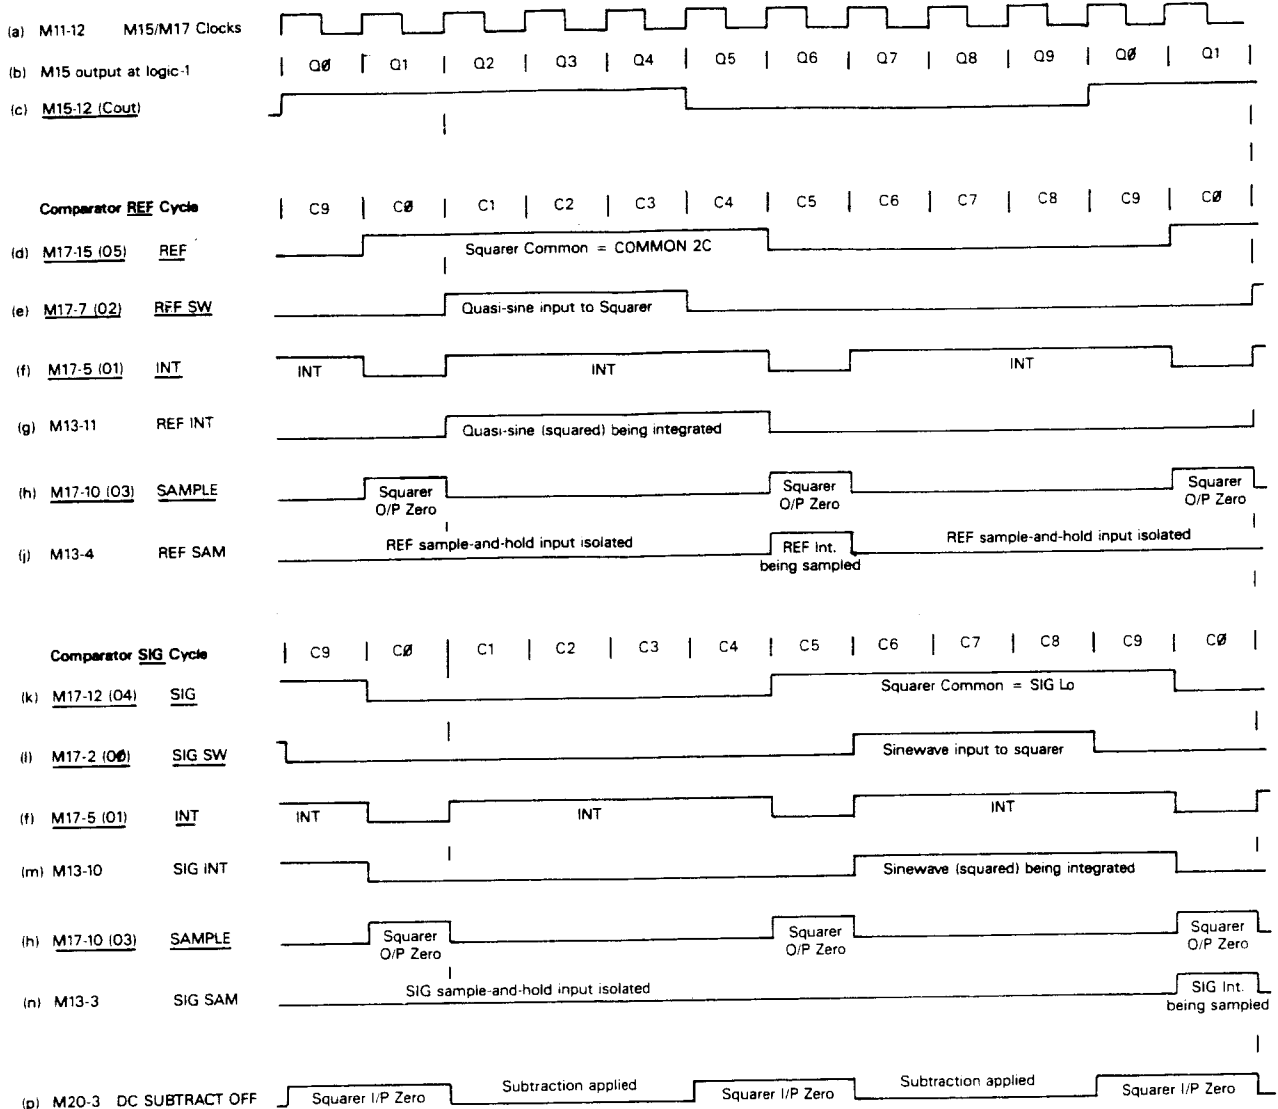 (a) M11-12 M15/M17 Clocks
(b) M15 output at logic-1 | QØ | Q1 | Q2 | Q3 | Q4 | Q5 | Q6 | Q7 | Q8 | Q9 | QØ | Q1 |
(c) M15-12 (Cout)
Comparator REF Cycle | C9 | CØ | C1 | C2 | C3 | C4 | C5 | C6 | C7 | C8 | C9 | CØ |
(d) M17-15 (05) REF Squarer Common = COMMON 2C
(e) M17-7 (02) REF SW Quasi-sine input to Squarer
(f) M17-5 (01) INT INT INT INT
(g) M13-11 REF INT Quasi-sine (squared) being integrated
(h) M17-10 (03) SAMPLE Squarer Squarer Squarer
O/P Zero O/P Zero O/P Zero
(j) M13-4 REF SAM REF sample-and-hold input isolated REF Int. REF sample-and-hold input isolated
being sampled
Comparator SIG Cycle | C9 | CØ | C1 | C2 | C3 | C4 | C5 | C6 | C7 | C8 | C9 | CØ |
(k) M17-12 (04) SIG Squarer Common = SIG Lo
(l) M17-2 (0Ø) SIG SW Sinewave input to squarer
(f) M17-5 (01) INT INT INT INT
(m) M13-10 SIG INT Sinewave (squared) being integrated
(h) M17-10 (03) SAMPLE Squarer Squarer Squarer
O/P Zero O/P Zero O/P Zero
(n) M13-3 SIG SAM SIG sample-and-hold input isolated SIG Int.
being sampled
(p) M20-3 DC SUBTRACT OFF Squarer I/P Zero Subtraction applied Squarer I/P Zero Subtraction applied Squarer I/P Zero